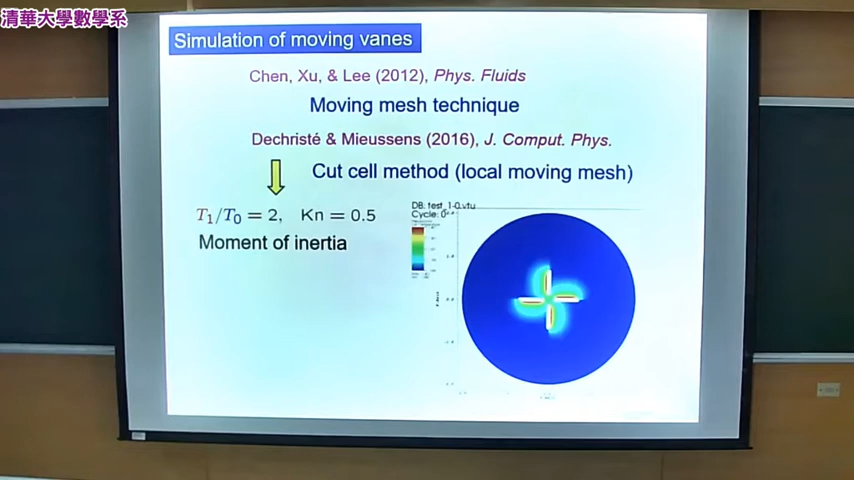 清華大學數學系
Simulation of moving vanes
Chen, Xu, & Lee (2012), Phys. Fluids
Moving mesh technique
Dechristé & Mieussens (2016), J. Comput. Phys.
Cut cell method (local moving mesh)
T₁/T₀ = 2, Kn = 0.5
Moment of inertia
DB: test_1-0.vtu
Cycle: 0